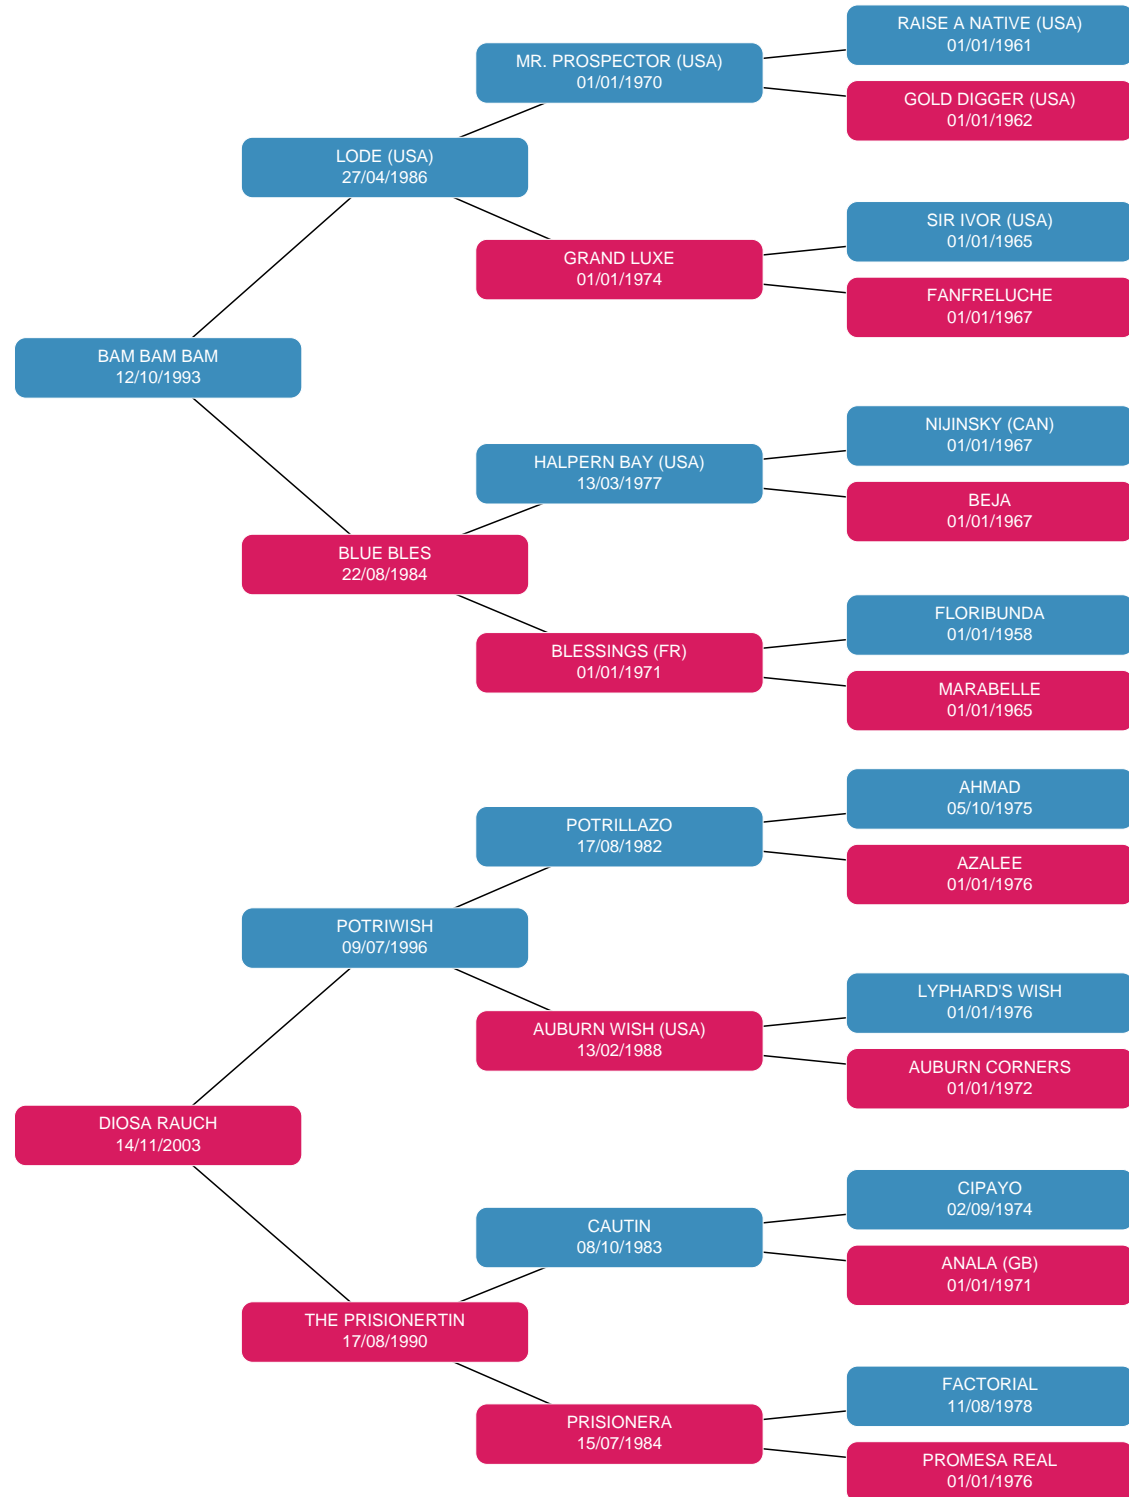 RAISE A NATIVE (USA)
01/01/1961
MR. PROSPECTOR (USA)
01/01/1970
GOLD DIGGER (USA)
01/01/1962
LODE (USA)
27/04/1986
SIR IVOR (USA)
01/01/1965
GRAND LUXE
01/01/1974
FANFRELUCHE
01/01/1967
BAM BAM BAM
12/10/1993
NIJINSKY (CAN)
01/01/1967
HALPERN BAY (USA)
13/03/1977
BEJA
01/01/1967
BLUE BLES
22/08/1984
FLORIBUNDA
01/01/1958
BLESSINGS (FR)
01/01/1971
MARABELLE
01/01/1965
AHMAD
05/10/1975
POTRILLAZO
17/08/1982
AZALEE
01/01/1976
POTRIWISH
09/07/1996
LYPHARD'S WISH
01/01/1976
AUBURN WISH (USA)
13/02/1988
AUBURN CORNERS
01/01/1972
DIOSA RAUCH
14/11/2003
CIPAYO
02/09/1974
CAUTIN
08/10/1983
ANALA (GB)
01/01/1971
THE PRISIONERTIN
17/08/1990
FACTORIAL
11/08/1978
PRISIONERA
15/07/1984
PROMESA REAL
01/01/1976